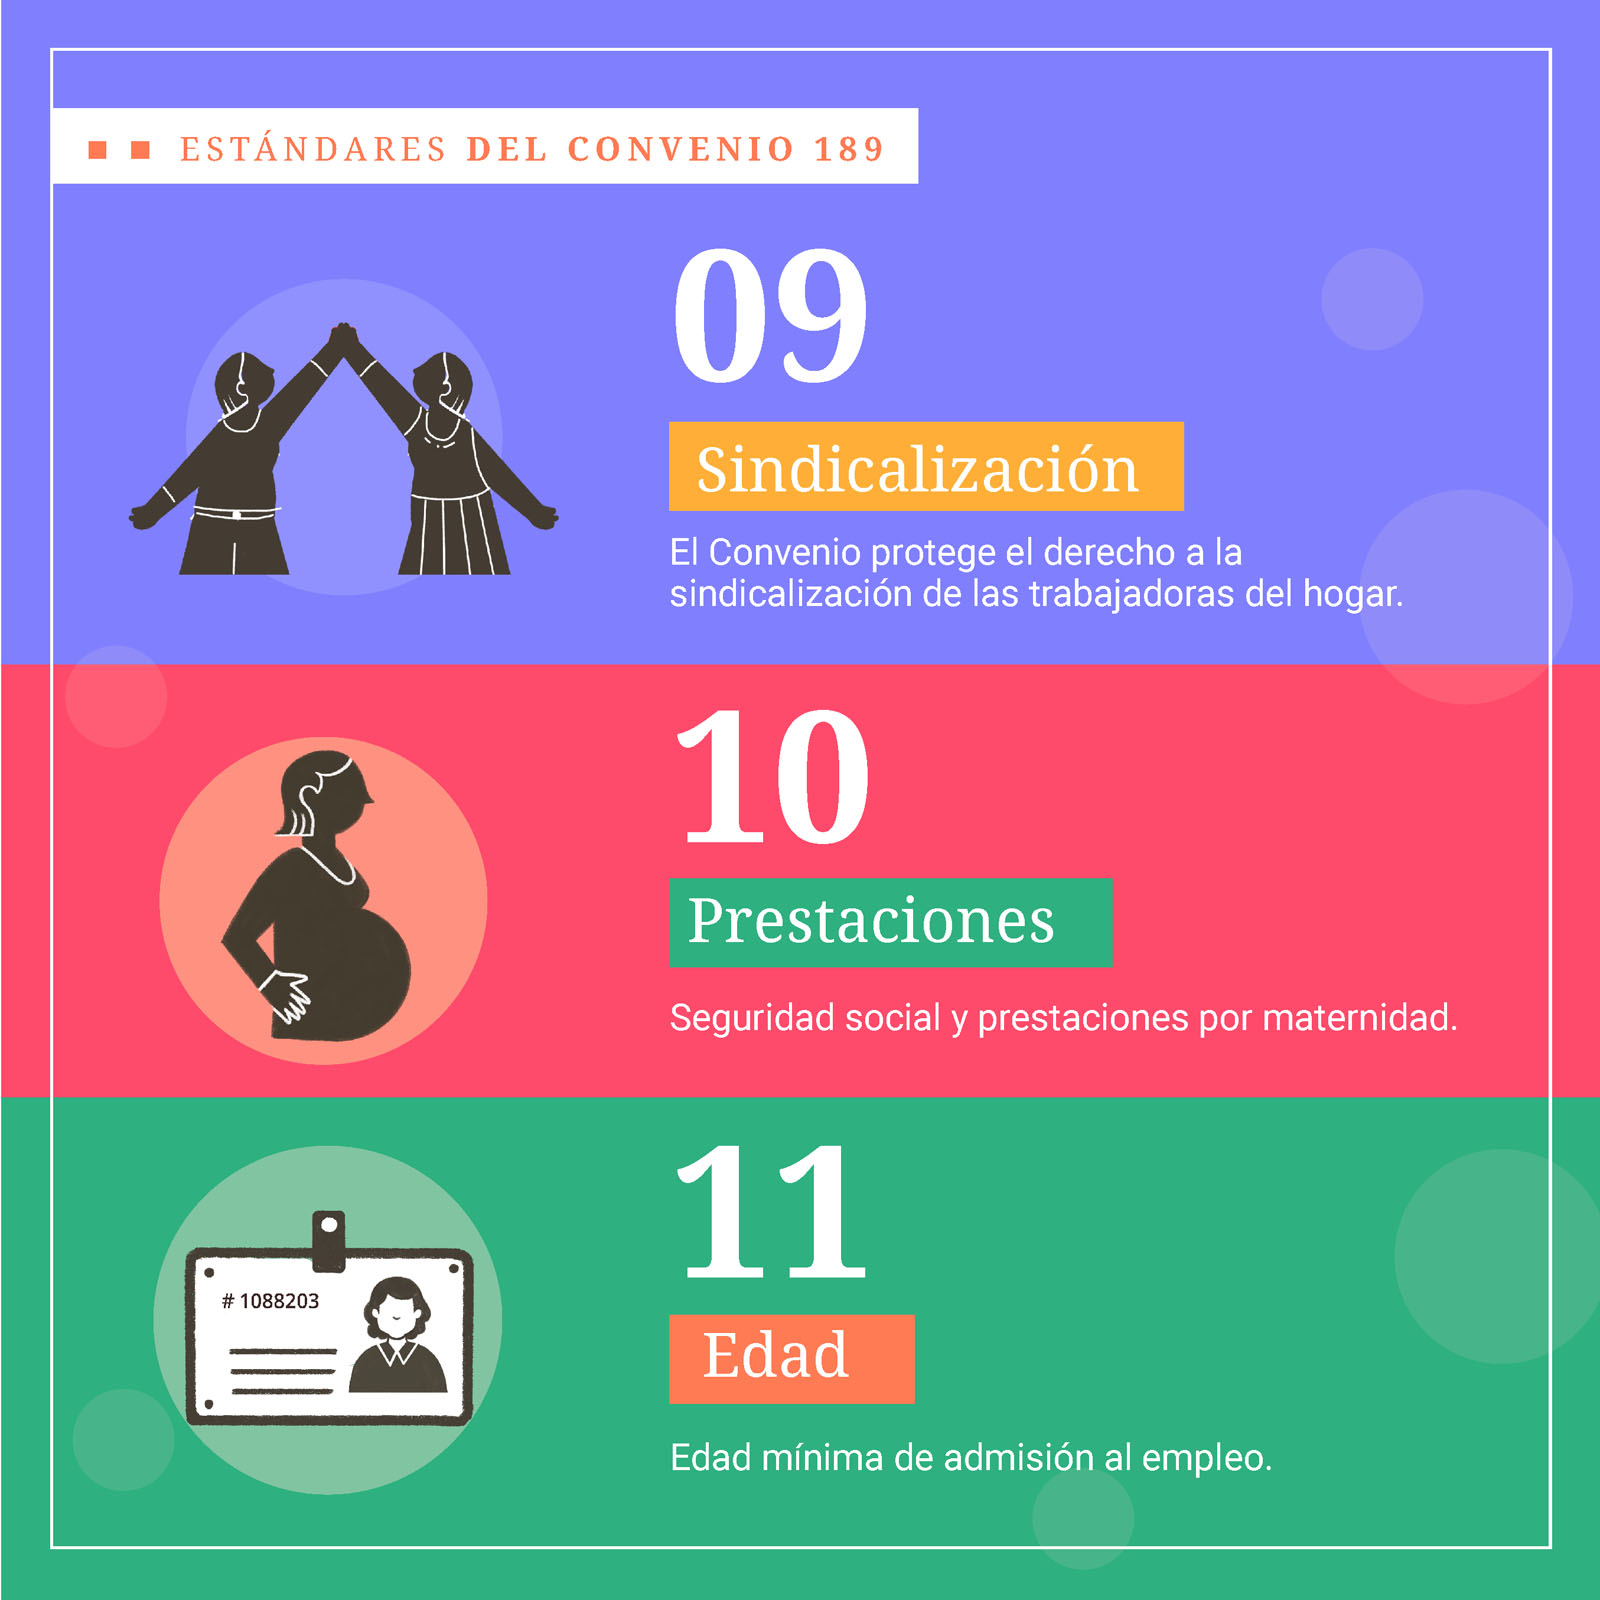 ESTÁNDARES DEL CONVENIO 189
09
Sindicalización
El Convenio protege el derecho a la
sindicalización de las trabajadoras del hogar.
10
Prestaciones
Seguridad social y prestaciones por maternidad.
11
# 1088203
Edad
Edad mínima de admisión al empleo.